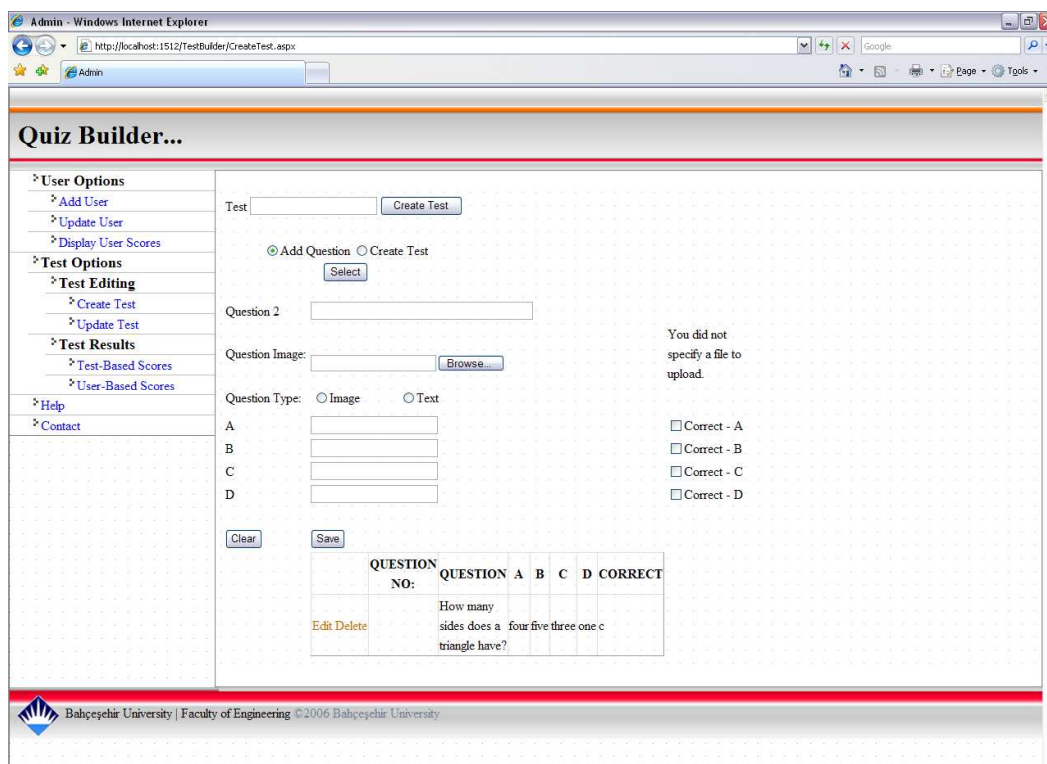 Admin - Windows Internet Explorer
http://localhost:1512/TestBuilder/CreateTest.aspx
Google
Admin
Page
Tools
Quiz Builder...
User Options
Add User
Update User
Display User Scores
Test Options
Test Editing
Create Test
Update Test
Test Results
Test-Based Scores
User-Based Scores
Help
Contact
Test
Create Test
Add Question
Create Test
Select
Question 2
Question Image:
Browse...
You did not
specify a file to
upload.
Question Type:
Image
Text
A
Correct - A
B
Correct - B
C
Correct - C
D
Correct - D
Clear
Save
QUESTION NO:
QUESTION
A
B
C
D
CORRECT
Edit Delete
How many
sides does a
triangle have?
four
five
three
one
c
Bahçeşehir University | Faculty of Engineering ©2006 Bahçeşehir University